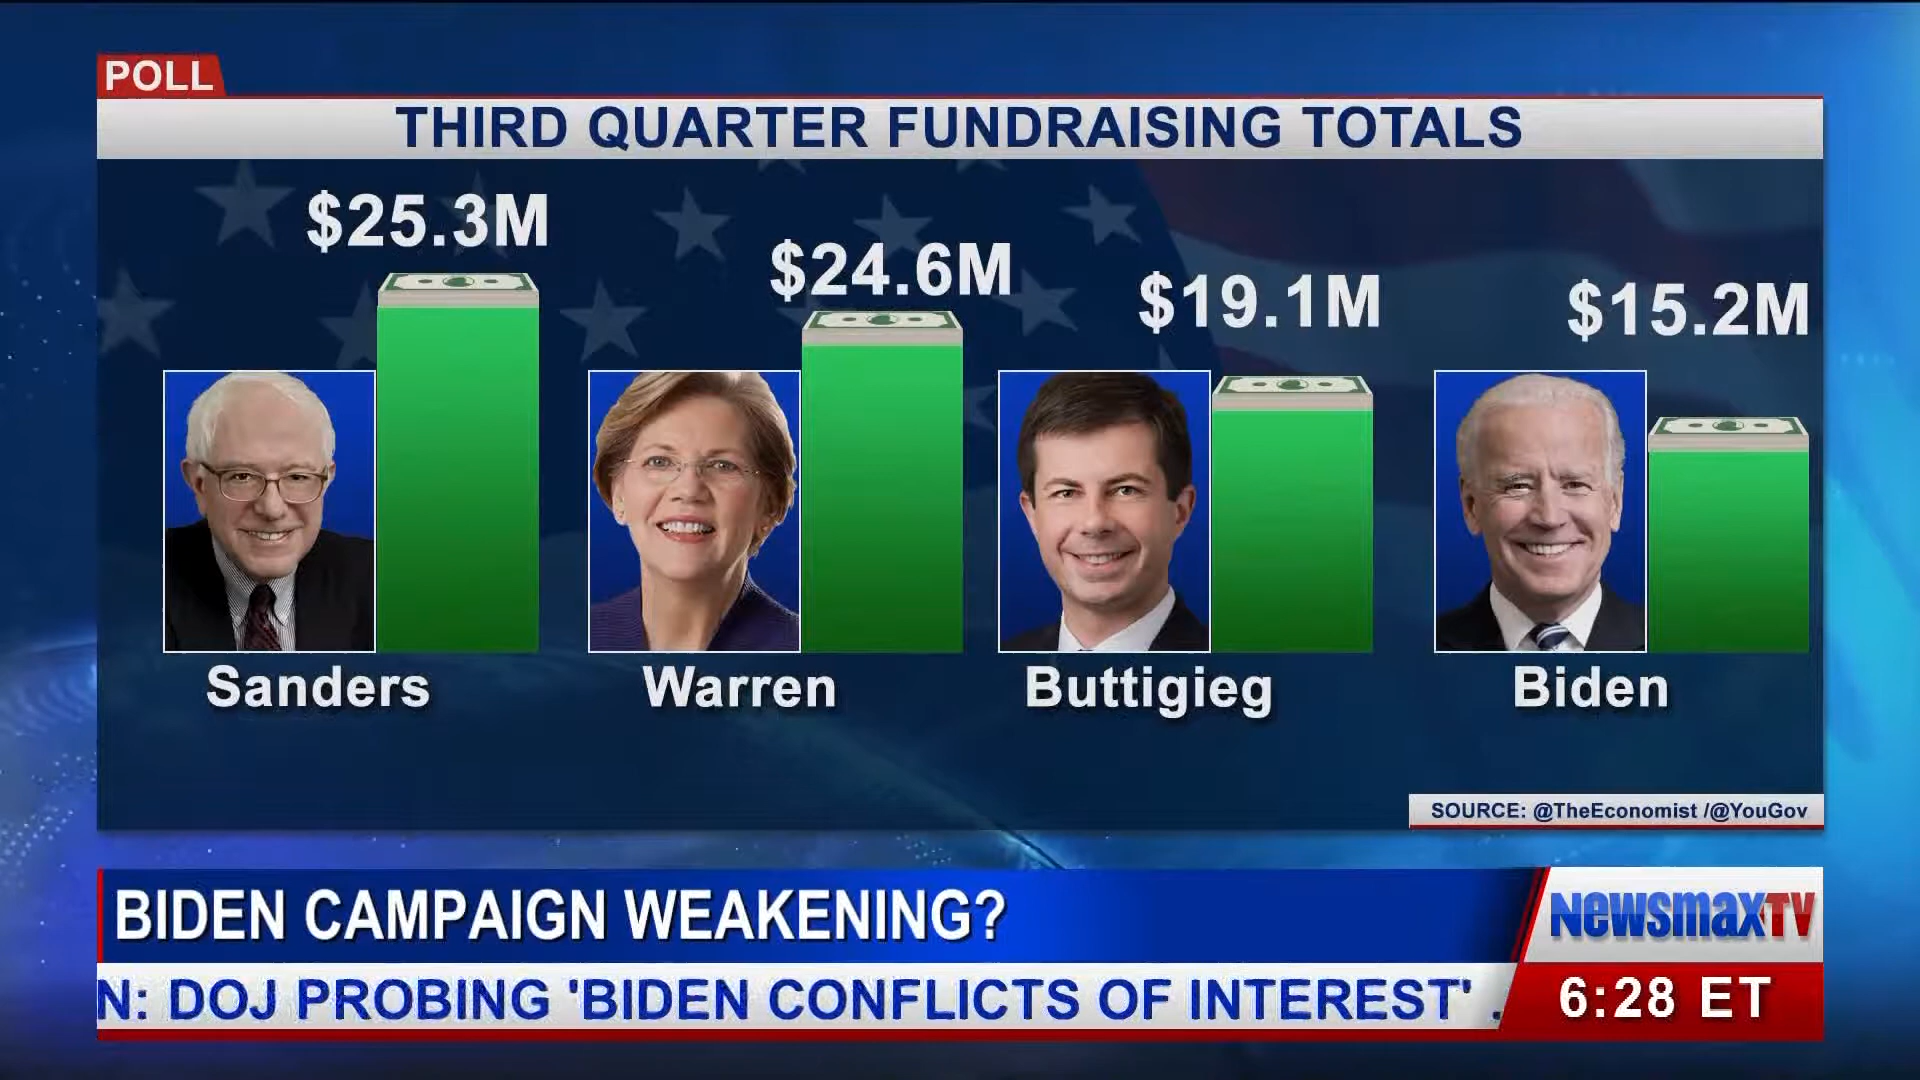 POLL
THIRD QUARTER FUNDRAISING TOTALS
$25.3M
$24.6M
$19.1M
$15.2M
Sanders
Warren
Buttigieg
Biden
SOURCE: @TheEconomist /@YouGov
BIDEN CAMPAIGN WEAKENING?
NewsmaxTV
N: DOJ PROBING 'BIDEN CONFLICTS OF INTEREST' .
6:28 ET